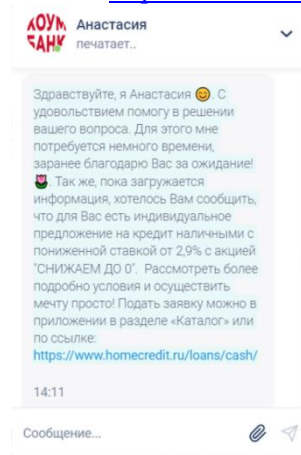 ХОУМ
БАНК
Анастасия
печатает..
Здравствуйте, я Анастасия 😊. С
удовольствием помогу в решении
вашего вопроса. Для этого мне
потребуется немного времени,
заранее благодарю Вас за ожидание!
🌷. Так же, пока загружается
информация, хотелось Вам сообщить,
что для Вас есть индивидуальное
предложение на кредит наличными с
пониженной ставкой от 2,9% с акцией
"СНИЖАЕМ ДО 0". Рассмотреть более
подробно условия и осуществить
мечту просто! Подать заявку можно в
приложении в разделе «Каталог» или
по ссылке:
https://www.homecredit.ru/loans/cash/
14:11
Сообщение...